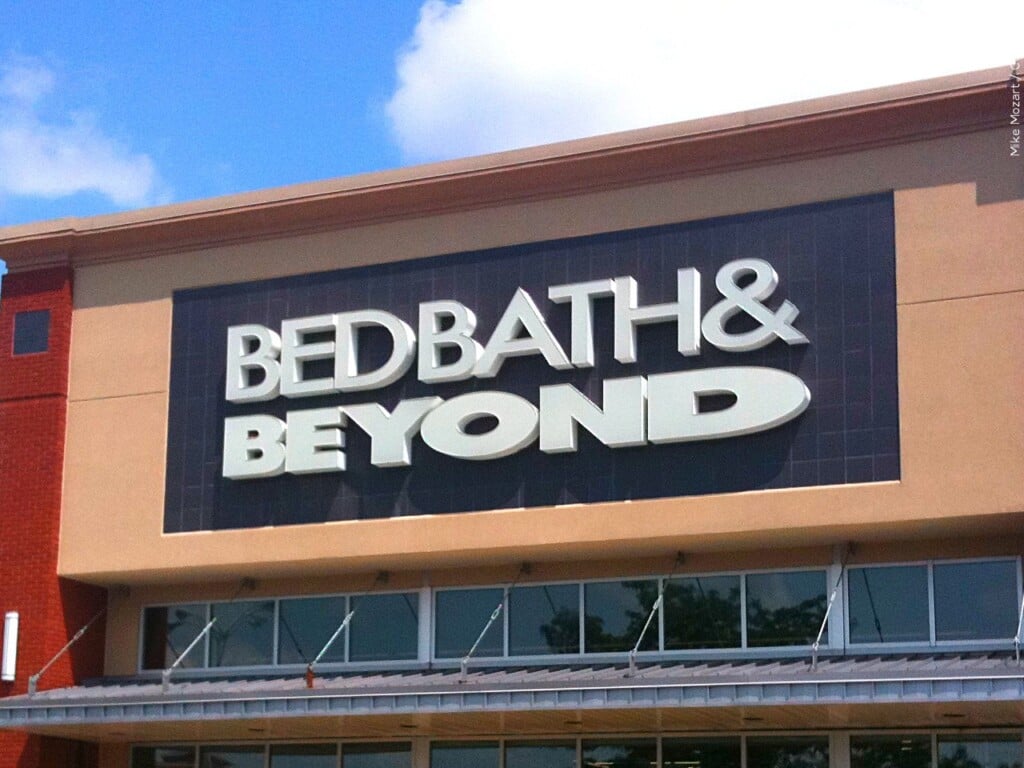 BED BATH &
BEYOND
Mike Mozart /